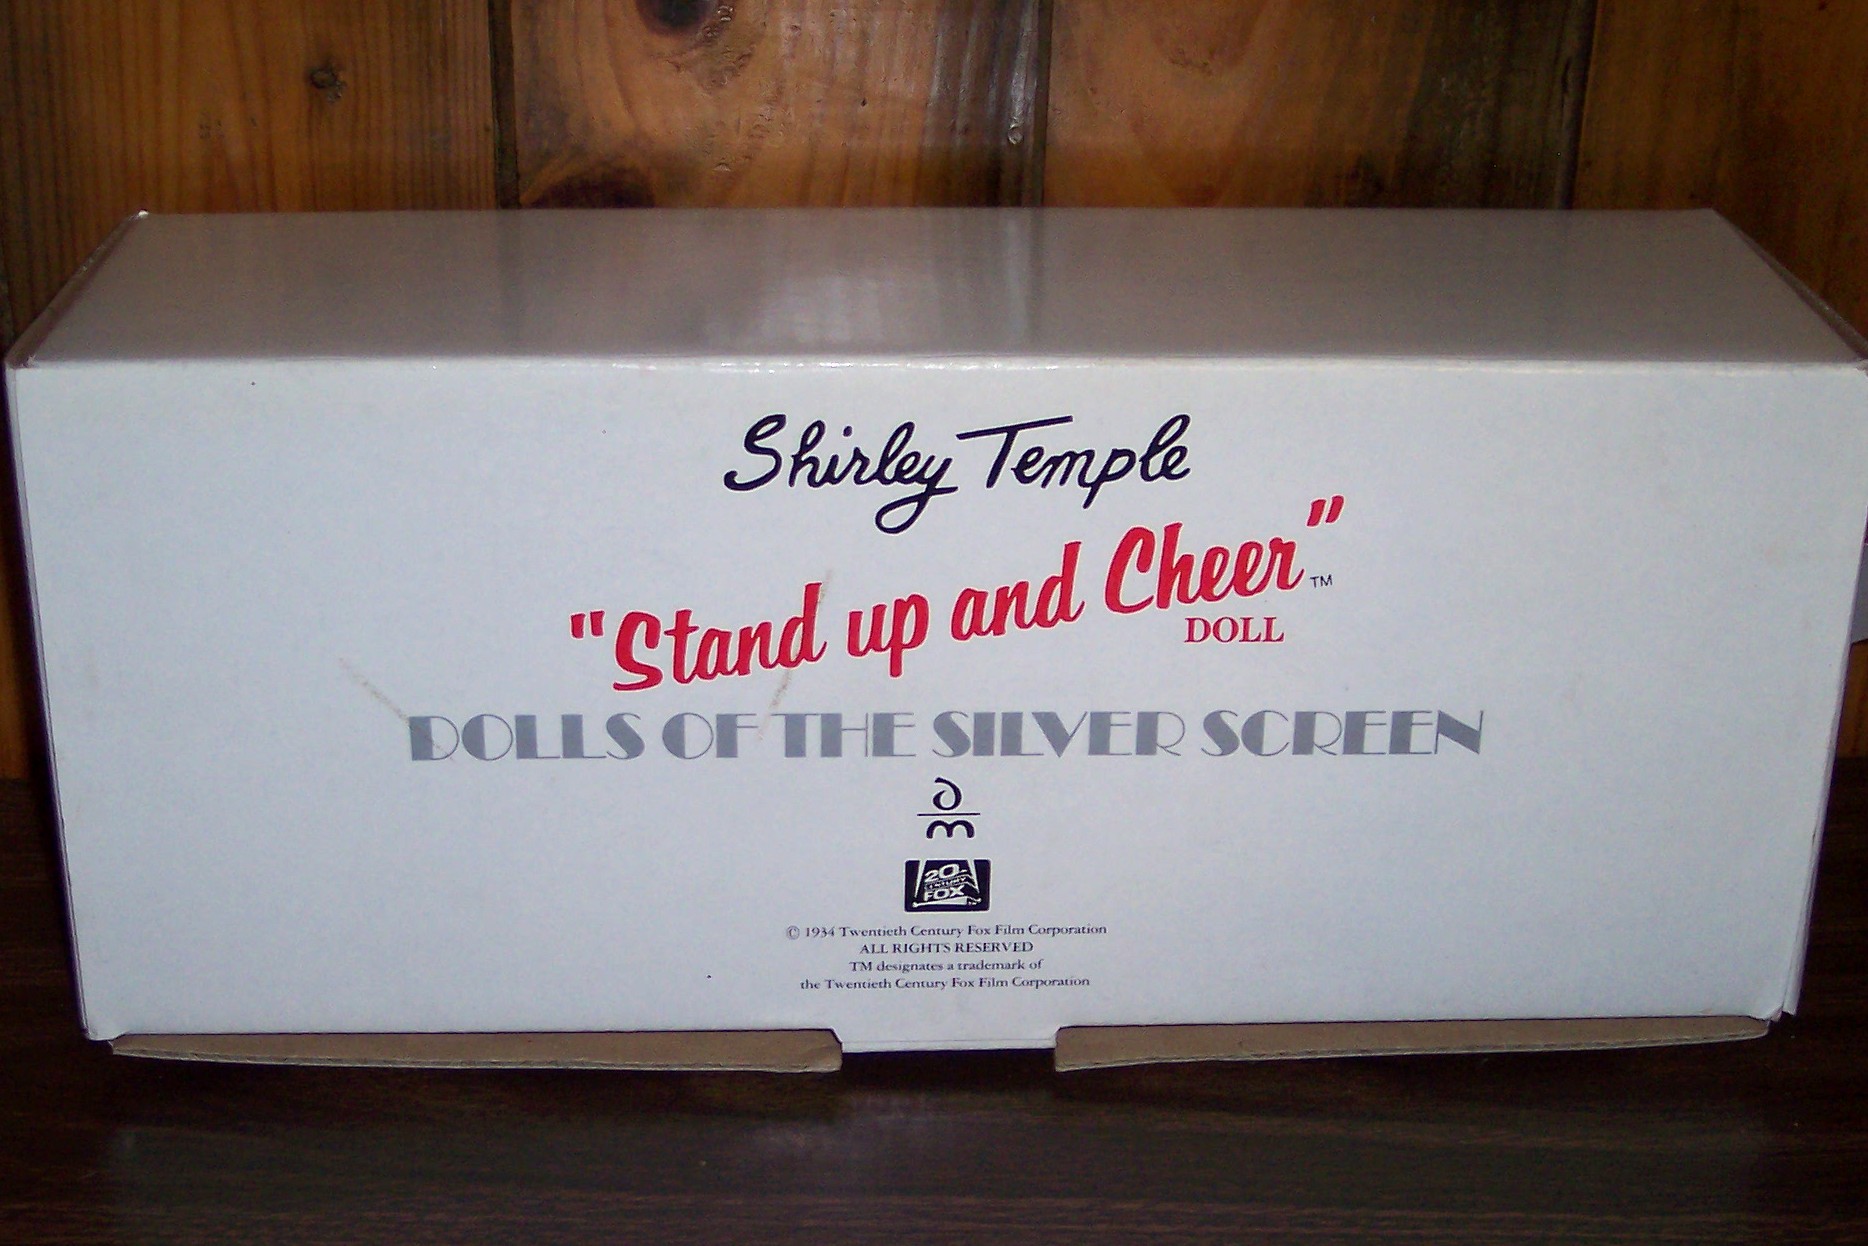 Shirley Temple
"Stand up and Cheer"™
DOLL
DOLLS OF THE SILVER SCREEN
20th
CENTURY
FOX
© 1934 Twentieth Century Fox Film Corporation
ALL RIGHTS RESERVED
TM designates a trademark of
the Twentieth Century Fox Film Corporation